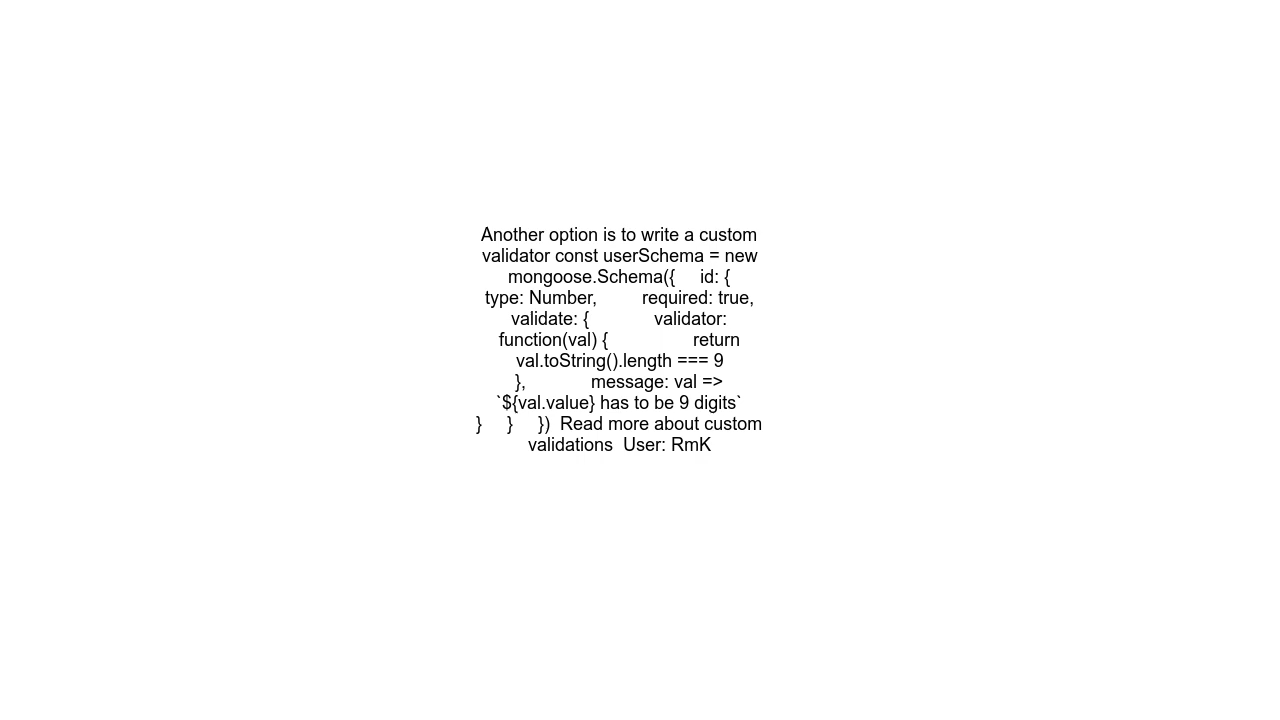 Another option is to write a custom
validator const userSchema = new
mongoose.Schema({     id: {
type: Number,         required: true,
validate: {             validator:
function(val) {                 return
val.toString().length === 9
},             message: val =>
`${val.value} has to be 9 digits`
}     }     })  Read more about custom
validations  User: RmK